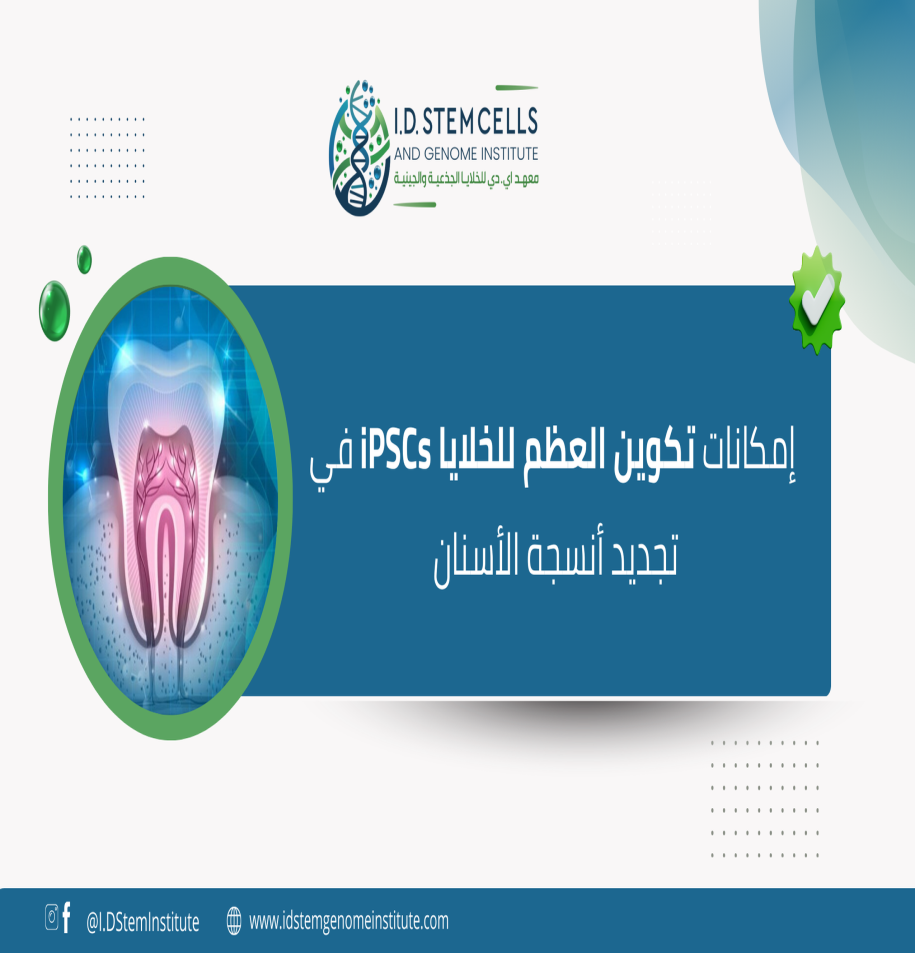 I.D. STEM CELLS
AND GENOME INSTITUTE
معهد اي. دي للخلايا الجذعية والجينية
إمكانات تكوين العظم للخلايا iPSCs في
تجديد أنسجة الأسنان
@I.DStemInstitute www.idstemgenomeinstitute.com